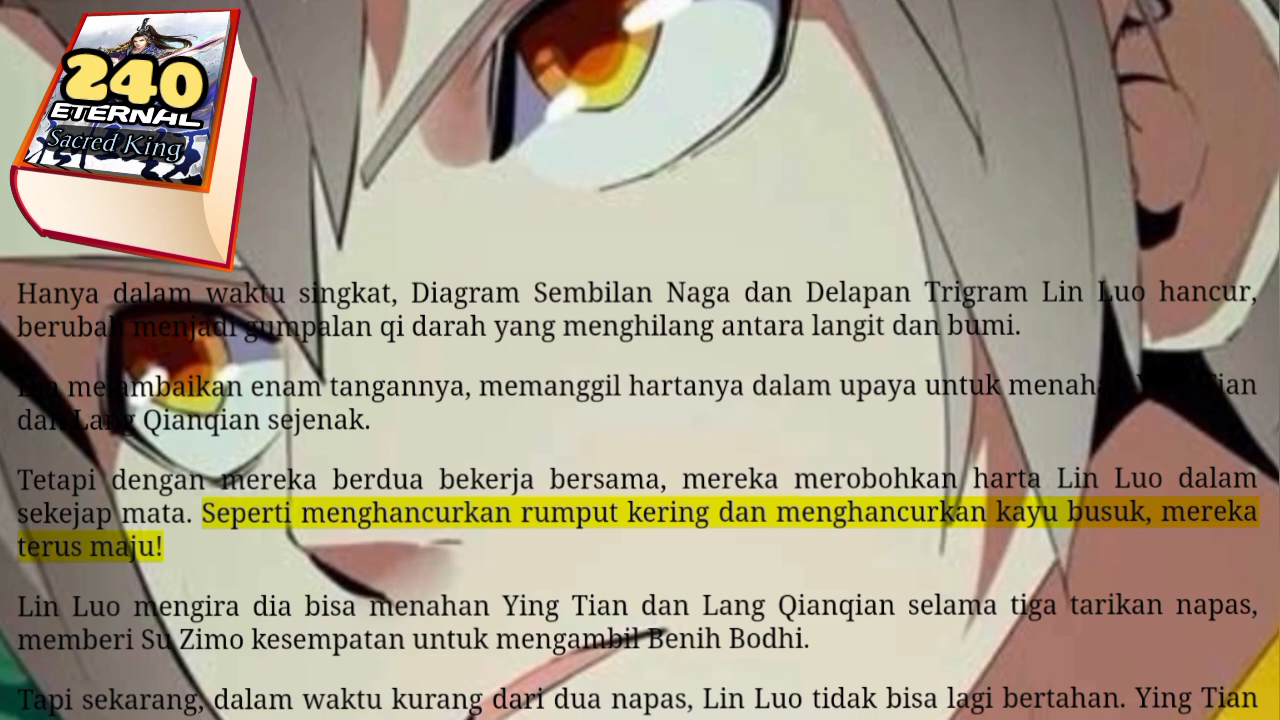 240
ETERNAL
Sacred King
Hanya dalam waktu singkat, Diagram Sembilan Naga dan Delapan Trigram Lin Luo hancur,
berubah menjadi gumpalan qi darah yang menghilang antara langit dan bumi.
Dia melambaikan enam tangannya, memanggil hartanya dalam upaya untuk menahan Ying Tian
dan Lang Qianqian sejenak.
Tetapi dengan mereka berdua bekerja bersama, mereka merobohkan harta Lin Luo dalam
sekejap mata. Seperti menghancurkan rumput kering dan menghancurkan kayu busuk, mereka
terus maju!
Lin Luo mengira dia bisa menahan Ying Tian dan Lang Qianqian selama tiga tarikan napas,
memberi Su Zimo kesempatan untuk mengambil Benih Bodhi.
Tapi sekarang, dalam waktu kurang dari dua napas, Lin Luo tidak bisa lagi bertahan. Ying Tian